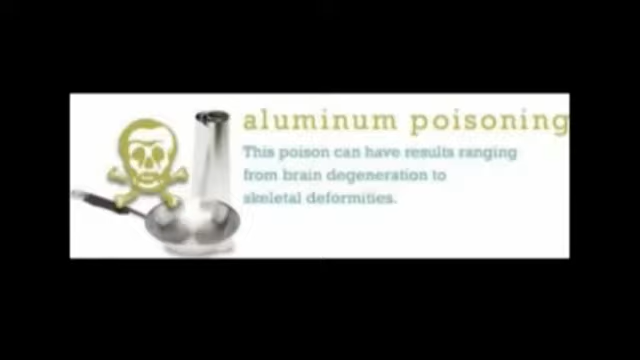 aluminum poisoning
This poison can have results ranging
from brain degeneration to
skeletal deformities.